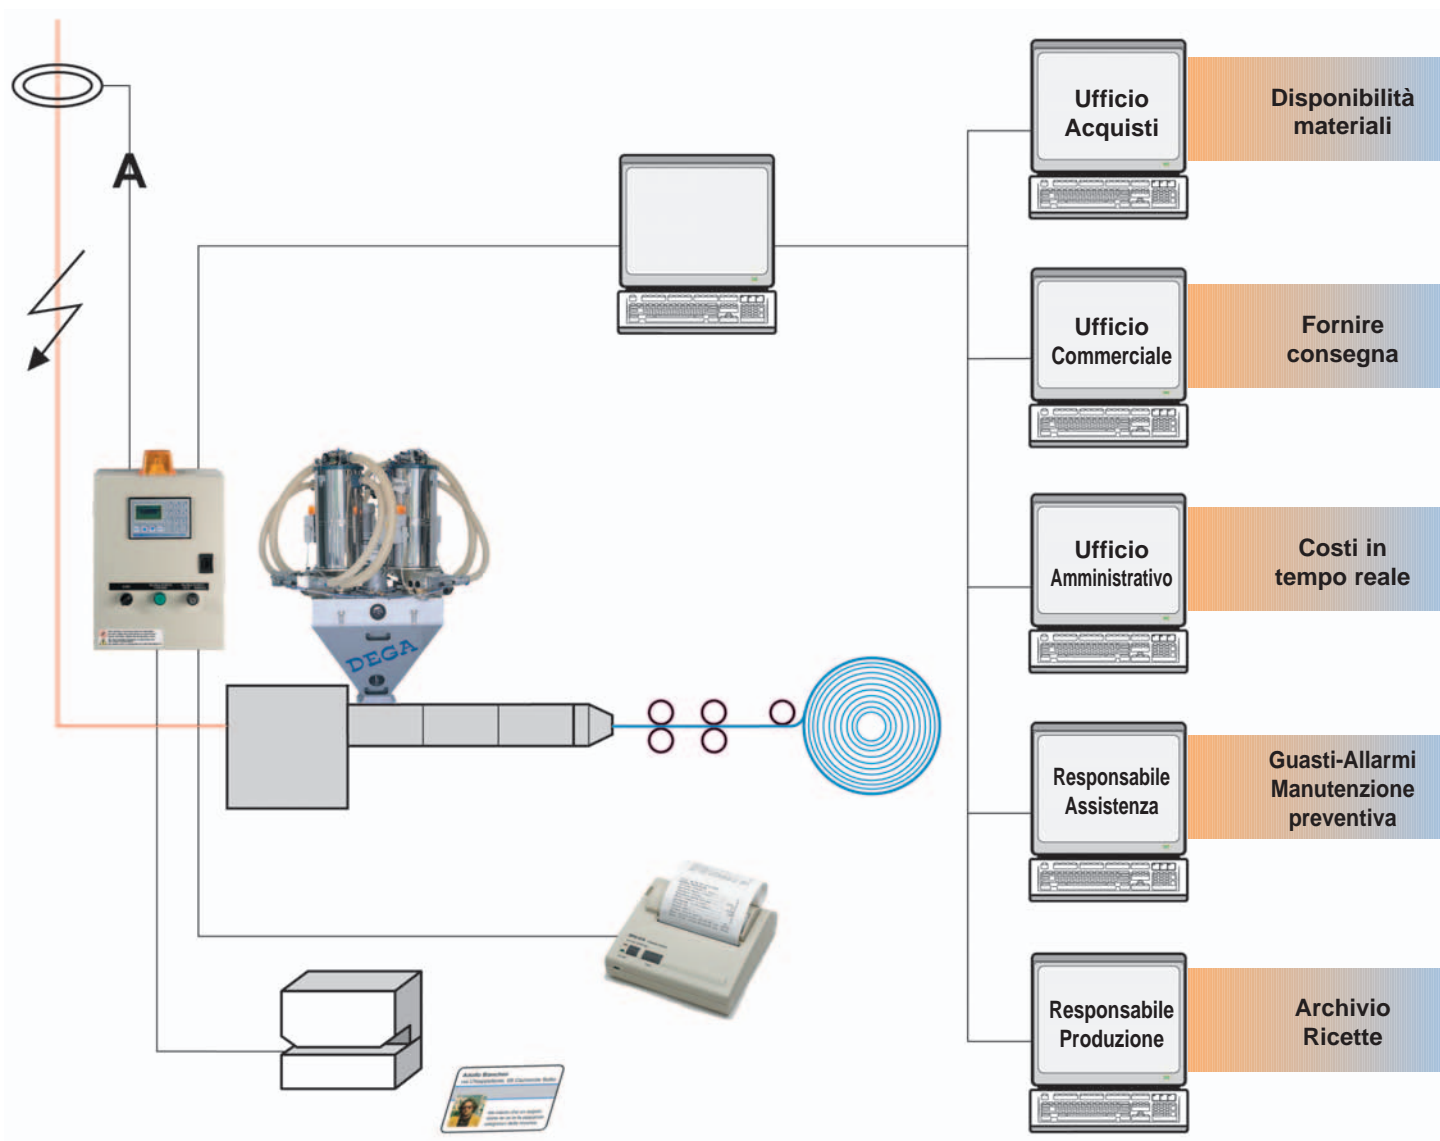 Ufficio
Acquisti
Disponibilità
materiali
A
Ufficio
Commerciale
Fornire
consegna
Ufficio
Amministrativo
Costi in
tempo reale
DEGA
Responsabile
Assistenza
Guasti-Allarmi
Manutenzione
preventiva
Responsabile
Produzione
Archivio
Ricette